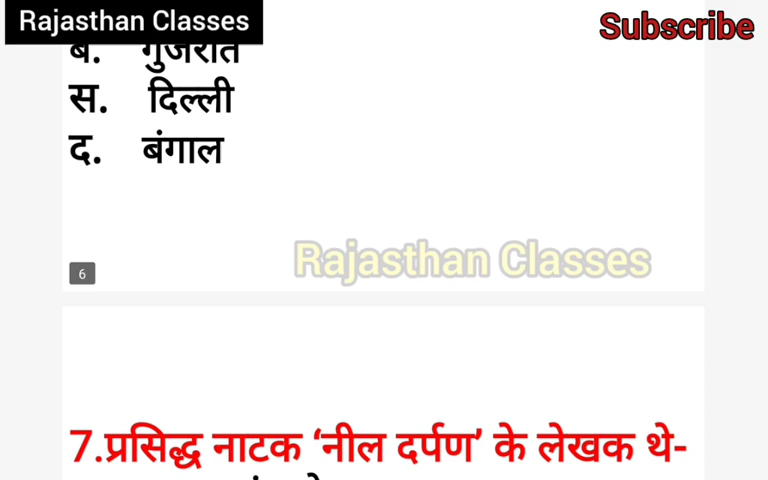 Rajasthan Classes
Subscribe
ब. गुजरात
स. दिल्ली
द. बंगाल
Rajasthan Classes
6
7.प्रसिद्ध नाटक ‘नील दर्पण’ के लेखक थे-